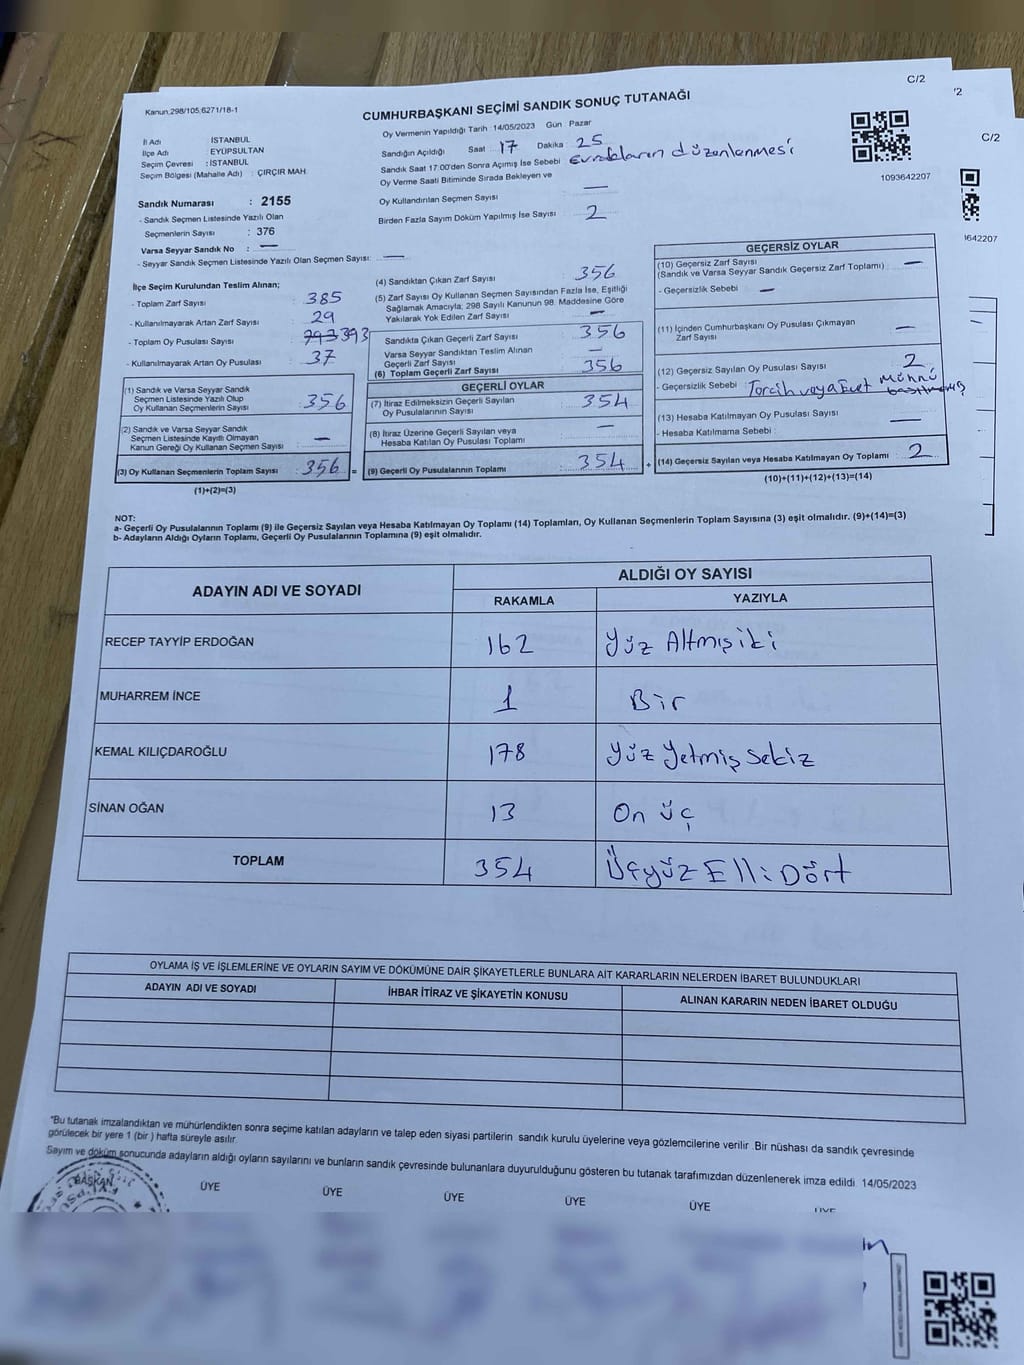 C/2
Kanun;298/105;6271/18-1
CUMHURBAŞKANI SEÇİMİ SANDIK SONUÇ TUTANAĞI
İl Adı İSTANBUL
İlçe Adı EYÜPSULTAN
Seçim Çevresi : İSTANBUL
Seçim Bölgesi (Mahalle Adı) : ÇIRÇIR MAH.
Oy Vermenin Yapıldığı Tarih 14/05/2023 Gün Pazar
Sandığın Açıldığı Saat 17 Dakika 25
Sandık Saat 17:00'den Sonra Açımış İse Sebebi Evrakların düzenlenmesi
Oy Verme Saati Bitiminde Sırada Bekleyen ve
Oy Kullandırılan Seçmen Sayısı —
Birden Fazla Sayım Döküm Yapılmış İse Sayısı 2
1093642207
/2
C/2
1642207
Sandık Numarası : 2155
- Sandık Seçmen Listesinde Yazılı Olan
Seçmenlerin Sayısı : 376
Varsa Seyyar Sandık No : —
- Seyyar Sandık Seçmen Listesinde Yazılı Olan Seçmen Sayısı: —
İlçe Seçim Kurulundan Teslim Alınan;
- Toplam Zarf Sayısı : 385
- Kullanılmayarak Artan Zarf Sayısı : 29
- Toplam Oy Pusulası Sayısı : 393
- Kullanılmayarak Artan Oy Pusulası : 37
(1) Sandık ve Varsa Seyyar Sandık
Seçmen Listesinde Yazılı Olup
Oy Kullanan Seçmenlerin Sayısı : 356
(2) Sandık ve Varsa Seyyar Sandık
Seçmen Listesinde Kayıtlı Olmayan
Kanun Gereği Oy Kullanan Seçmen Sayısı : —
(3) Oy Kullanan Seçmenlerin Toplam Sayısı : 356 =
(1)+(2)=(3)
(4) Sandıktan Çıkan Zarf Sayısı : 356
(5) Zarf Sayısı Oy Kullanan Seçmen Sayısından Fazla İse, Eşitliği
Sağlamak Amacıyla; 298 Sayılı Kanunun 98. Maddesine Göre
Yakılarak Yok Edilen Zarf Sayısı : —
Sandıkta Çıkan Geçerli Zarf Sayısı : 356
Varsa Seyyar Sandıktan Teslim Alınan
Geçerli Zarf Sayısı : —
(6) Toplam Geçerli Zarf Sayısı : 356
GEÇERLİ OYLAR
(7) İtiraz Edilmeksizin Geçerli Sayılan
Oy Pusulasının Sayısı : 354
(8) İtiraz Üzerine Geçerli Sayılan veya
Hesaba Katılan Oy Pusulası Toplamı : —
(9) Geçerli Oy Pusulalarının Toplamı : 354 +
GEÇERSİZ OYLAR
(10) Geçersiz Zarf Sayısı
(Sandık ve Varsa Seyyar Sandık Geçersiz Zarf Toplamı) : —
- Geçersizlik Sebebi : —
(11) İçinden Cumhurbaşkanı Oy Pusulası Çıkmayan
Zarf Sayısı : —
(12) Geçersiz Sayılan Oy Pusulası Sayısı : 2
- Geçersizlik Sebebi : Tercih veya Evet
(13) Hesaba Katılmayan Oy Pusulası Sayısı : —
- Hesaba Katılmama Sebebi :
(14) Geçersiz Sayılan veya Hesaba Katılmayan Oy Toplamı : 2
(10)+(11)+(12)+(13)=(14)
NOT:
a- Geçerli Oy Pusulalarının Toplamı (9) ile Geçersiz Sayılan veya Hesaba Katılmayan Oy Toplamı (14) Toplamları, Oy Kullanan Seçmenlerin Toplam Sayısına (3) eşit olmalıdır. (9)+(14)=(3)
b- Adayların Aldığı Oyların Toplamı, Geçerli Oy Pusulalarının Toplamına (9) eşit olmalıdır.
ADAYIN ADI VE SOYADI
ALDIĞI OY SAYISI
RAKAMLA YAZIYLA
RECEP TAYYİP ERDOĞAN 162 Yüz Altmış iki
MUHARREM İNCE 1 Bir
KEMAL KILIÇDAROĞLU 178 Yüz Yetmiş sekiz
SİNAN OĞAN 13 On üç
TOPLAM 354 Üçyüz Elli Dört
OYLAMA İŞ VE İŞLEMLERİNE VE OYLARIN SAYIM VE DÖKÜMÜNE DAİR ŞİKAYETLERLE BUNLARA AİT KARARLARIN NELERDEN İBARET BULUNDUKLARI
ADAYIN ADI VE SOYADI İHBAR İTİRAZ VE ŞİKAYETİN KONUSU ALINAN KARARIN NEDEN İBARET OLDUĞU
*Bu tutanak imzalandıktan ve mühürlendikten sonra seçime katılan adayların ve talep eden siyasi partilerin sandık kurulu üyelerine veya gözlemcilerine verilir .Bir nüshası da sandık çevresinde
görülecek bir yere 1 (bir ) hafta süreyle asılır.
Sayım ve döküm sonucunda adayların aldığı oyların sayılarını ve bunların sandık çevresinde bulunanlara duyurulduğunu gösteren bu tutanak tarafımızdan düzenlenerek imza edildi. 14/05/2023
BAŞKAN ÜYE ÜYE ÜYE ÜYE ÜYE ÜYE